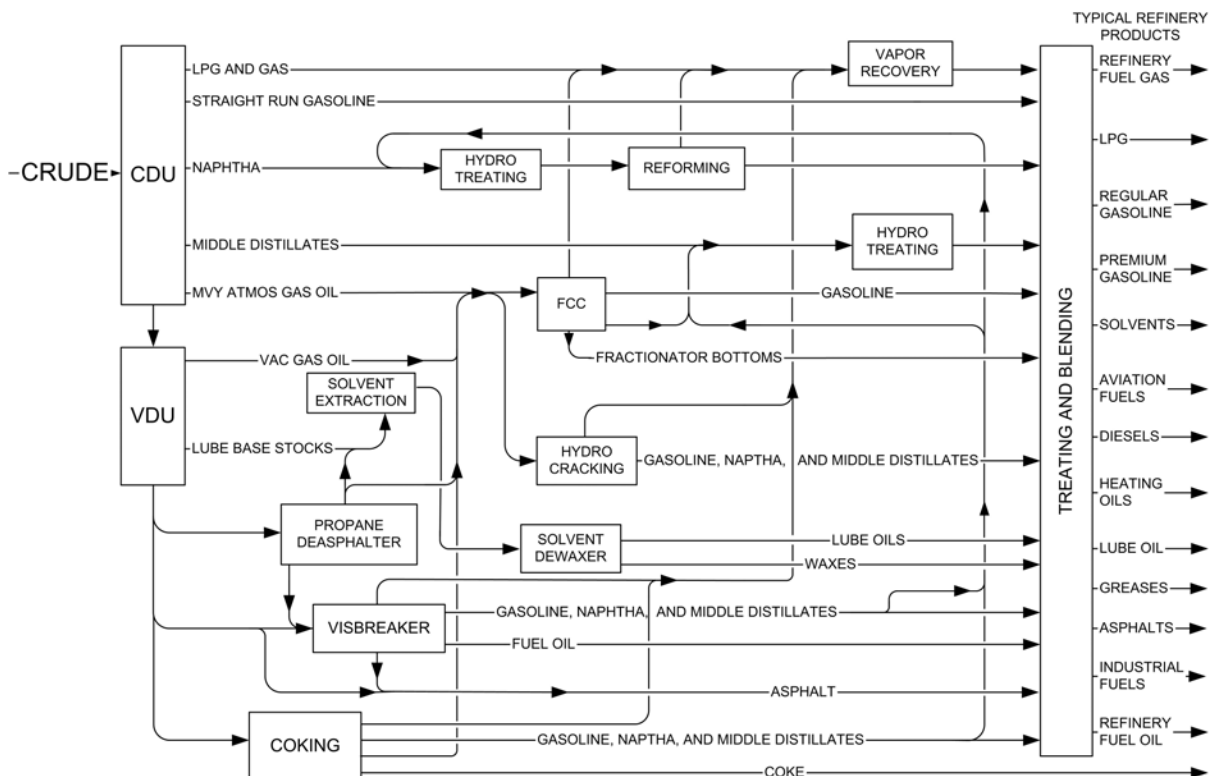 TYPICAL REFINERY
PRODUCTS
CRUDE
CDU
LPG AND GAS
VAPOR
RECOVERY
REFINERY
FUEL GAS
STRAIGHT RUN GASOLINE
LPG
NAPHTHA
HYDRO
TREATING
REFORMING
REGULAR
GASOLINE
MIDDLE DISTILLATES
HYDRO
TREATING
PREMIUM
GASOLINE
MVY ATMOS GAS OIL
FCC
GASOLINE
SOLVENTS
TREATING AND BLENDING
VDU
VAC GAS OIL
FRACTIONATOR BOTTOMS
SOLVENT
EXTRACTION
AVIATION
FUELS
LUBE BASE STOCKS
HYDRO
CRACKING
GASOLINE, NAPTHA, AND MIDDLE DISTILLATES
DIESELS
HEATING
OILS
PROPANE
DEASPHALTER
SOLVENT
DEWAXER
LUBE OILS
WAXES
LUBE OIL
GREASES
VISBREAKER
GASOLINE, NAPHTHA, AND MIDDLE DISTILLATES
FUEL OIL
ASPHALTS
ASPHALT
INDUSTRIAL
FUELS
COKING
GASOLINE, NAPTHA, AND MIDDLE DISTILLATES
REFINERY
FUEL OIL
COKE